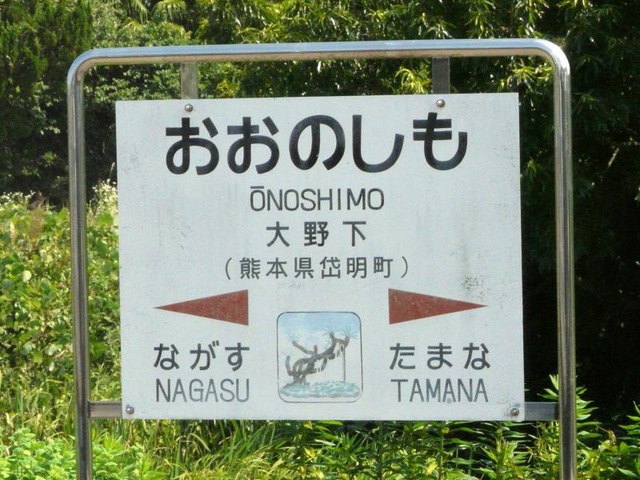 おおのしも
ŌNOSHIMO
大野下
(熊本県岱明町)
ながす たまな
NAGASU TAMANA